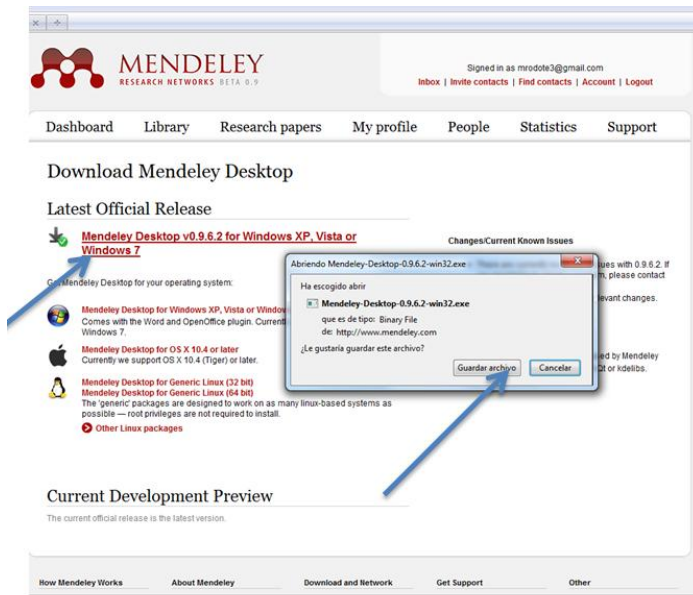 MENDELEY
RESEARCH NETWORKS BETA 0.9
Signed in as mrodote3@gmail.com
Inbox | Invite contacts | Find contacts | Account | Logout
Dashboard Library Research papers My profile People Statistics Support
Download Mendeley Desktop
Latest Official Release
Mendeley Desktop v0.9.6.2 for Windows XP, Vista or
Windows 7
Mendeley Desktop for your operating system:
Mendeley Desktop for Windows XP, Vista or Window
Comes with the Word and OpenOffice plugin. Current
Windows 7.
Mendeley Desktop for OS X 10.4 or later
Currently we support OS X 10.4 (Tiger) or later.
Mendeley Desktop for Generic Linux (32 bit)
Mendeley Desktop for Generic Linux (64 bit)
The 'generic' packages are designed to work on as many linux-based systems as
possible — root privileges are not required to install.
Other Linux packages
Changes/Current Known Issues
ues with 0.9.6.2. If
m, please contact
levant changes.
ed by Mendeley
Qt or kdelibs.
Abriendo Mendeley-Desktop-0.9.6.2-win32.exe
Ha escogido abrir
Mendeley-Desktop-0.9.6.2-win32.exe
que es de tipo: Binary File
de: http://www.mendeley.com
¿Le gustaría guardar este archivo?
Guardar archivo Cancelar
Current Development Preview
The current official release is the latest version.
How Mendeley Works About Mendeley Download and Network Get Support Other